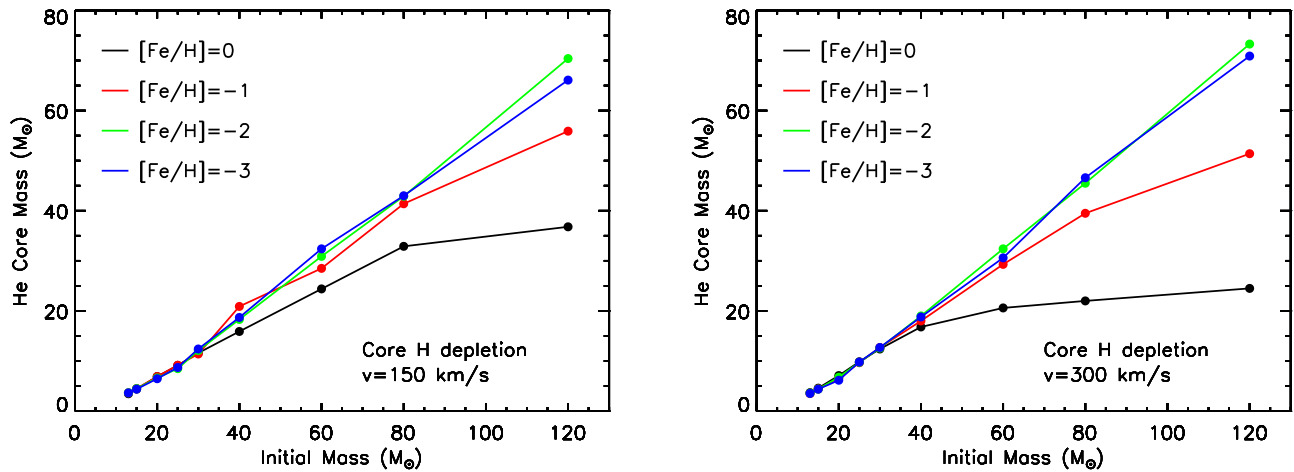 80
60
40
20
0
He Core Mass (M⊙)
[Fe/H]=0
[Fe/H]=−1
[Fe/H]=−2
[Fe/H]=−3
Core H depletion
v=150 km/s
0 20 40 60 80 100 120
Initial Mass (M⊙)
80
60
40
20
0
He Core Mass (M⊙)
[Fe/H]=0
[Fe/H]=−1
[Fe/H]=−2
[Fe/H]=−3
Core H depletion
v=300 km/s
0 20 40 60 80 100 120
Initial Mass (M⊙)